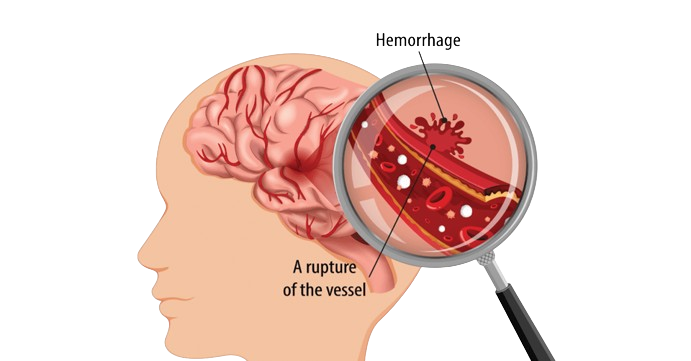 Hemorrhage
A rupture
of the vessel